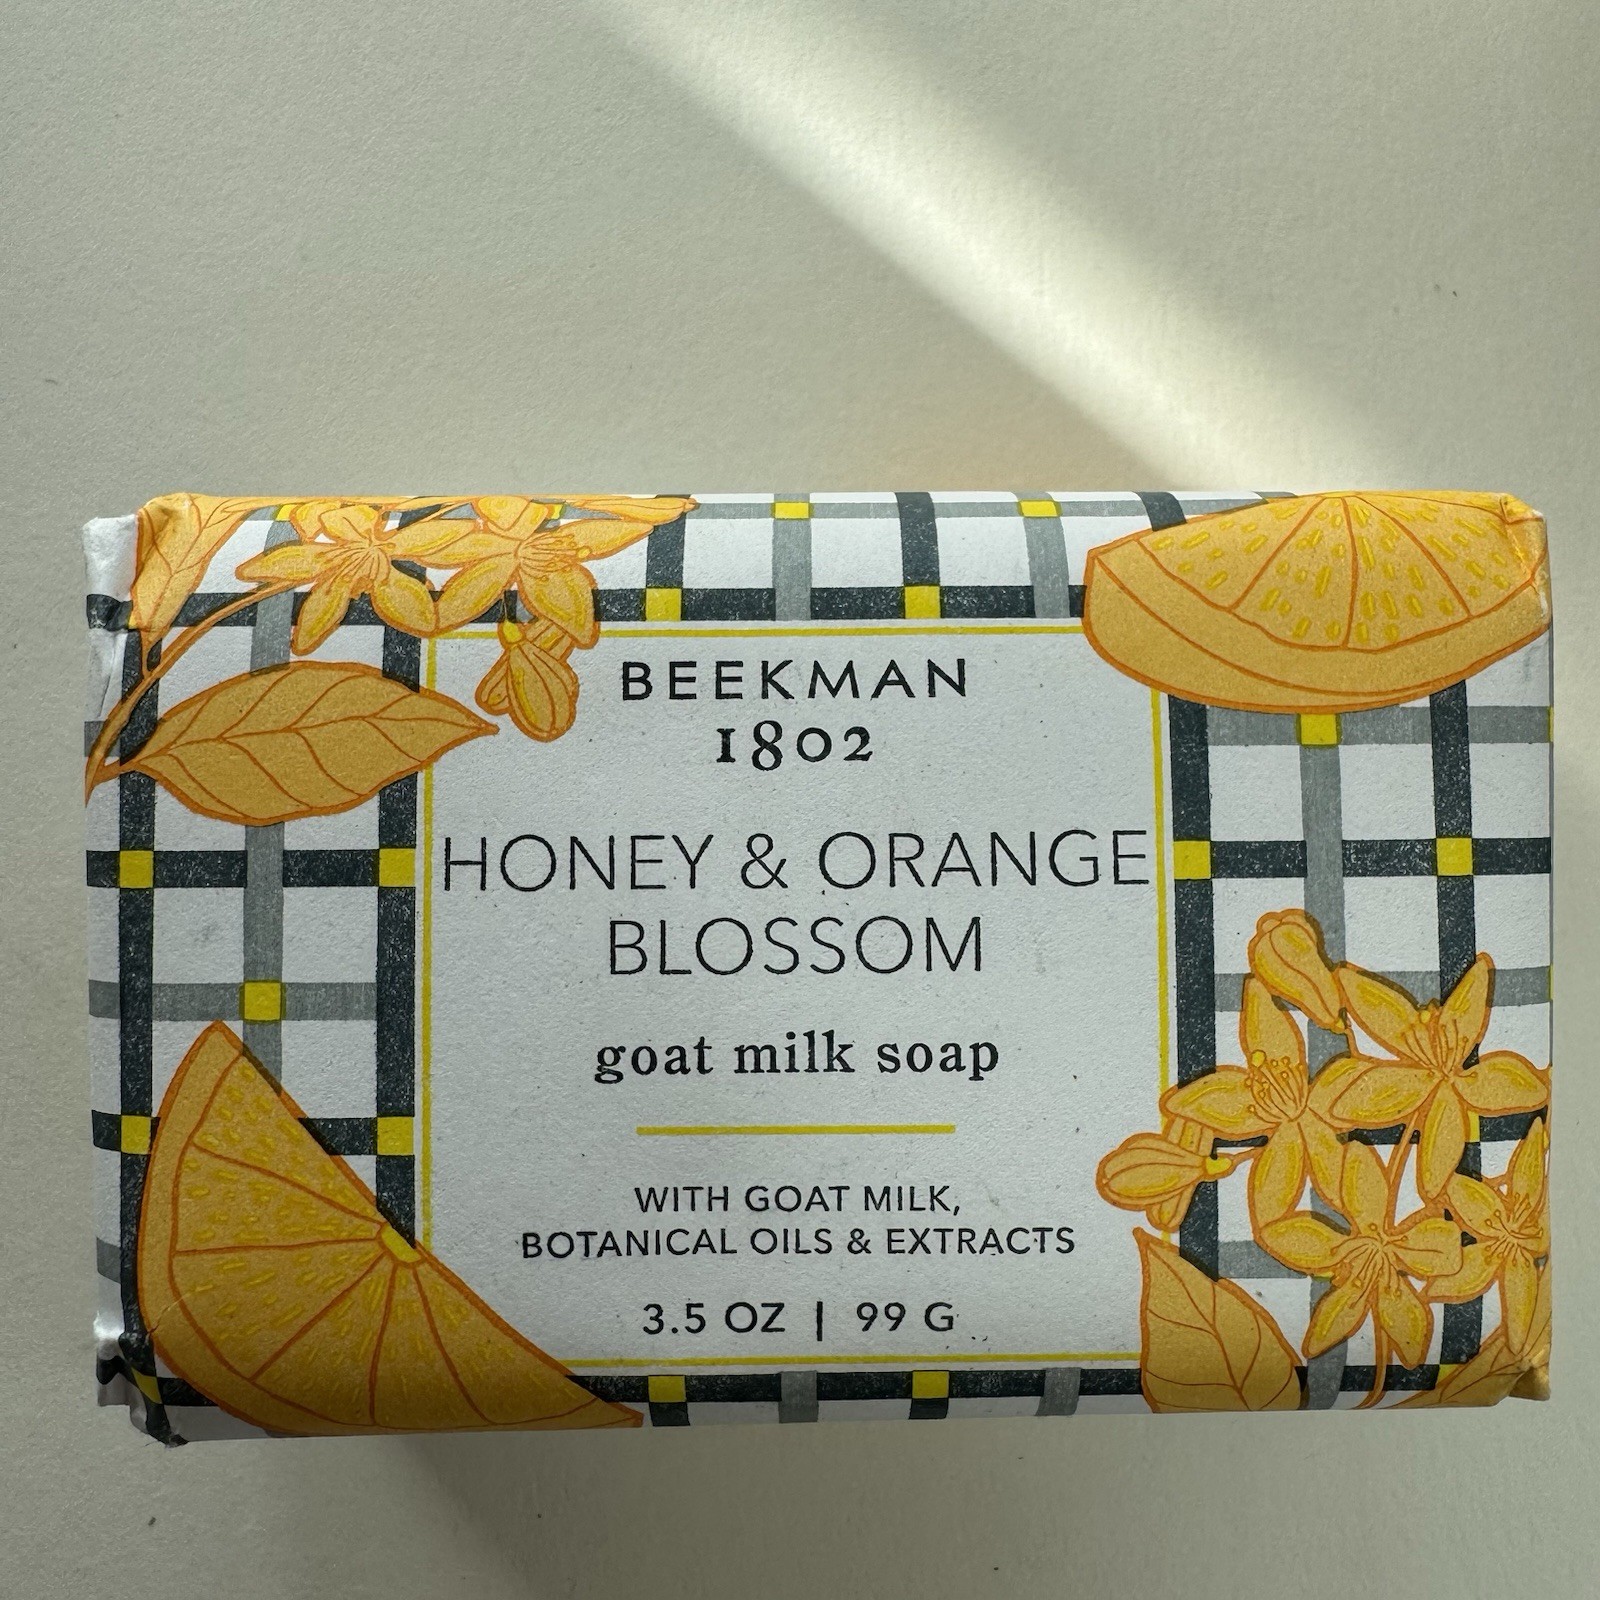 BEEKMAN
1802
HONEY & ORANGE
BLOSSOM
goat milk soap
WITH GOAT MILK,
BOTANICAL OILS & EXTRACTS
3.5 OZ | 99 G